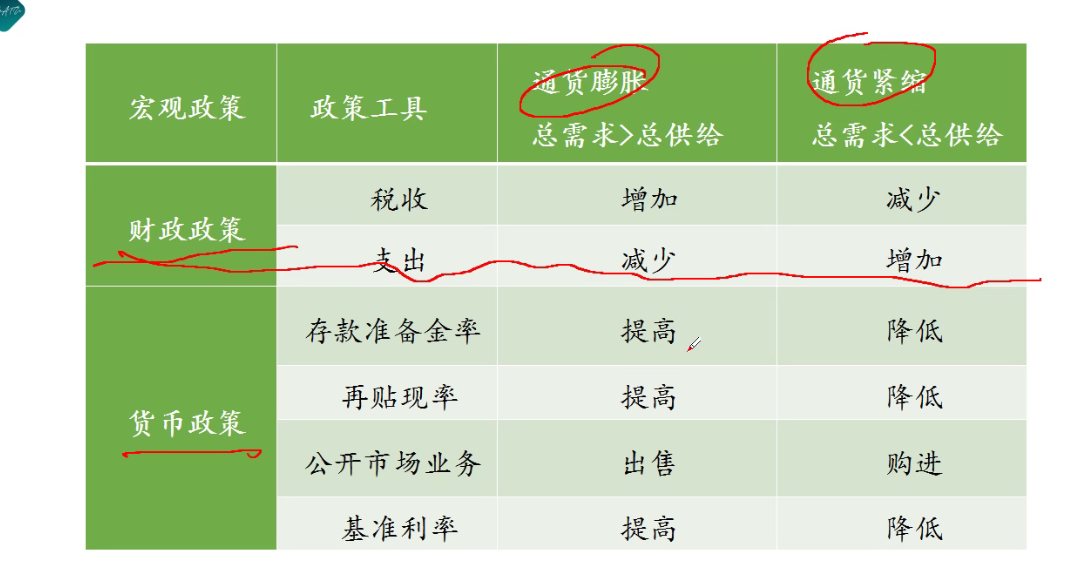 宏观政策 政策工具 通货膨胀 通货紧缩
总需求>总供给 总需求<总供给
财政政策 税收 增加 减少
支出 减少 增加
货币政策 存款准备金率 提高 降低
再贴现率 提高 降低
公开市场业务 出售 购进
基准利率 提高 降低